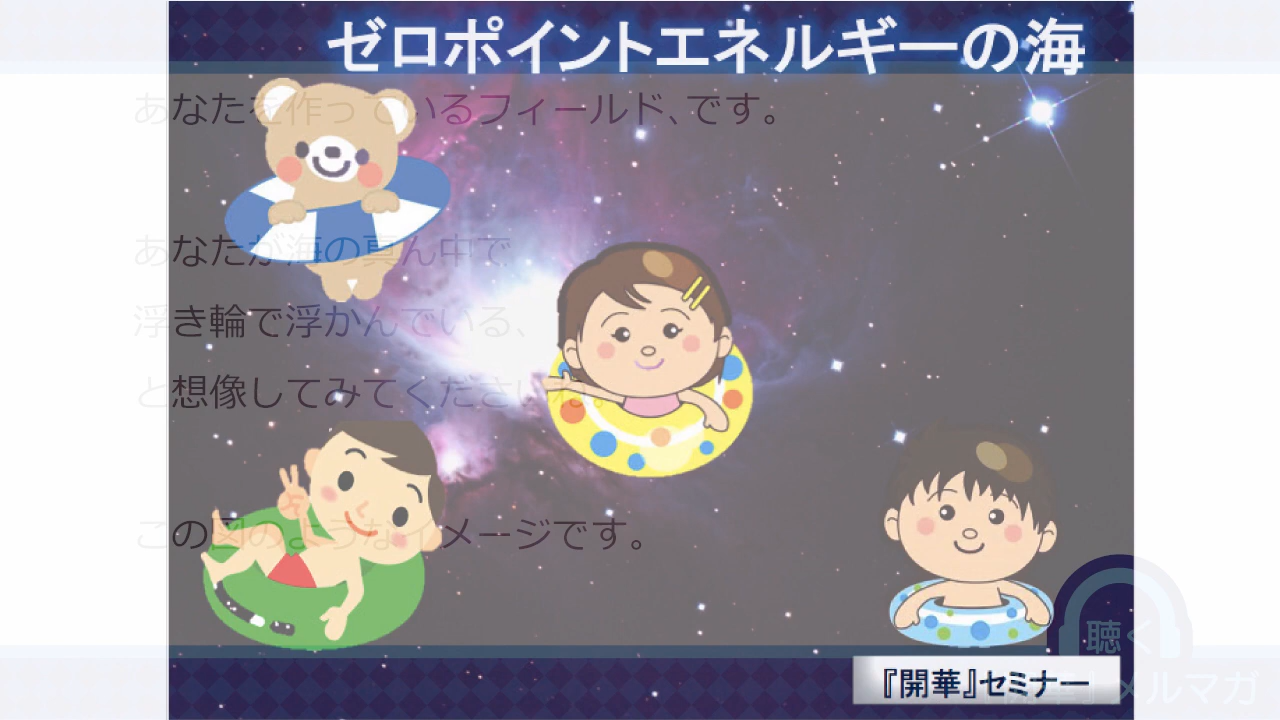 ゼロポイントエネルギーの海
あなたを作っているフィールド、です。
あなたが海の真ん中で
浮き輪で浮かんでいる、
と想像してみてくださいね。
この図のようなイメージです。
聴く
『開華』セミナー
メルマガ